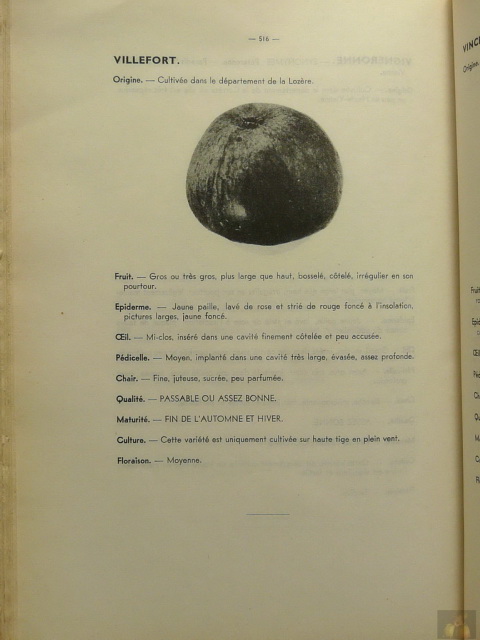 — 516 —
VILLEFORT.
Origine. — Cultivée dans le département de la Lozère.
Fruit. — Gros ou très gros, plus large que haut, bosselé, côtelé, irrégulier en son
pourtour.
Epiderme. — Jaune paille, lavé de rose et strié de rouge foncé à l'insolation,
pictures larges, jaune foncé.
Œil. — Mi-clos, inséré dans une cavité finement côtelée et peu accusée.
Pédicelle. — Moyen, implanté dans une cavité très large, évasée, assez profonde.
Chair. — Fine, juteuse, sucrée, peu parfumée.
Qualité. — PASSABLE OU ASSEZ BONNE.
Maturité. — FIN DE L'AUTOMNE ET HIVER.
Culture. — Cette variété est uniquement cultivée sur haute tige en plein vent.
Floraison. — Moyenne.
VINC
Origine.
Fruit